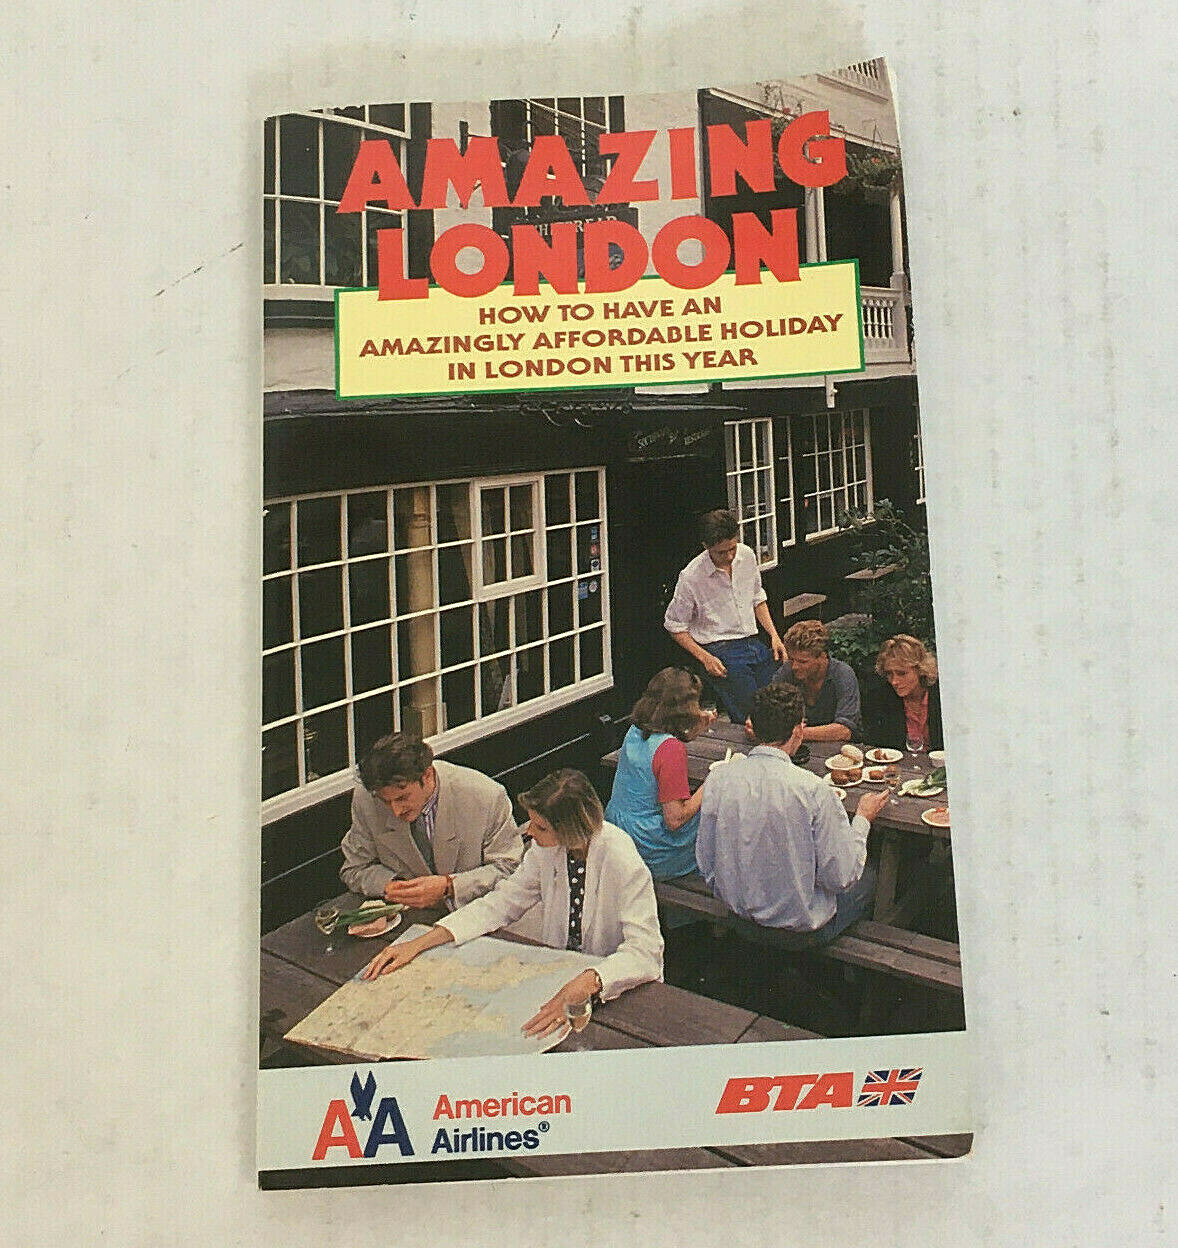 AMAZING
LONDON
HOW TO HAVE AN
AMAZINGLY AFFORDABLE HOLIDAY
IN LONDON THIS YEAR
AA American
Airlines®
BTA